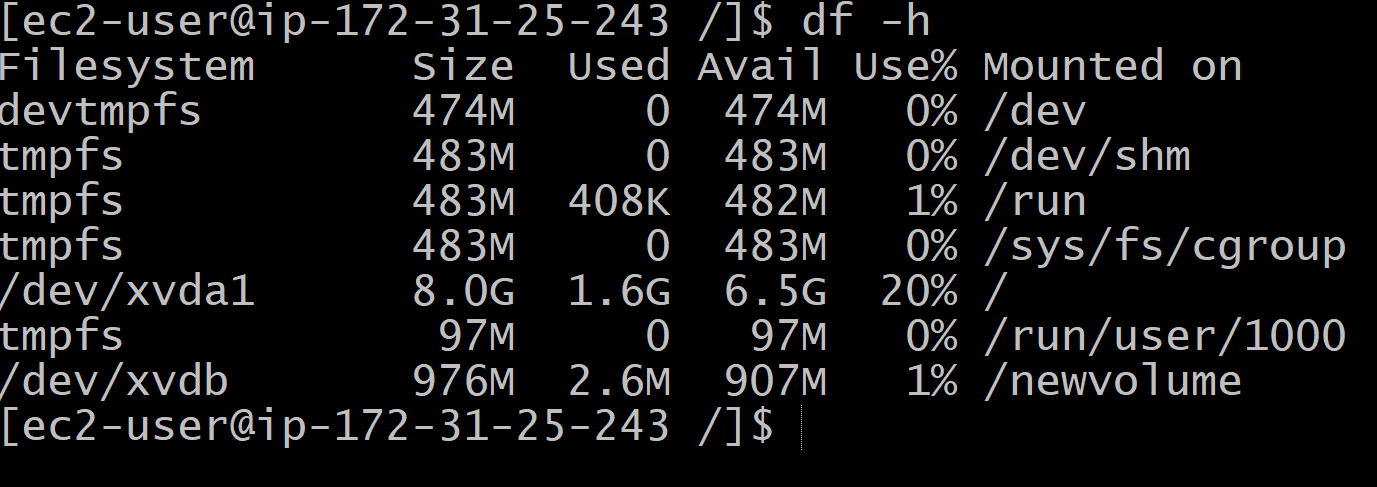 [ec2-user@ip-172-31-25-243 /]$ df -h
Filesystem      Size  Used Avail Use% Mounted on
devtmpfs        474M     0  474M   0% /dev
tmpfs           483M     0  483M   0% /dev/shm
tmpfs           483M  408K  482M   1% /run
tmpfs           483M     0  483M   0% /sys/fs/cgroup
/dev/xvda1      8.0G  1.6G  6.5G  20% /
tmpfs            97M     0   97M   0% /run/user/1000
/dev/xvdb       976M  2.6M  907M   1% /newvolume
[ec2-user@ip-172-31-25-243 /]$